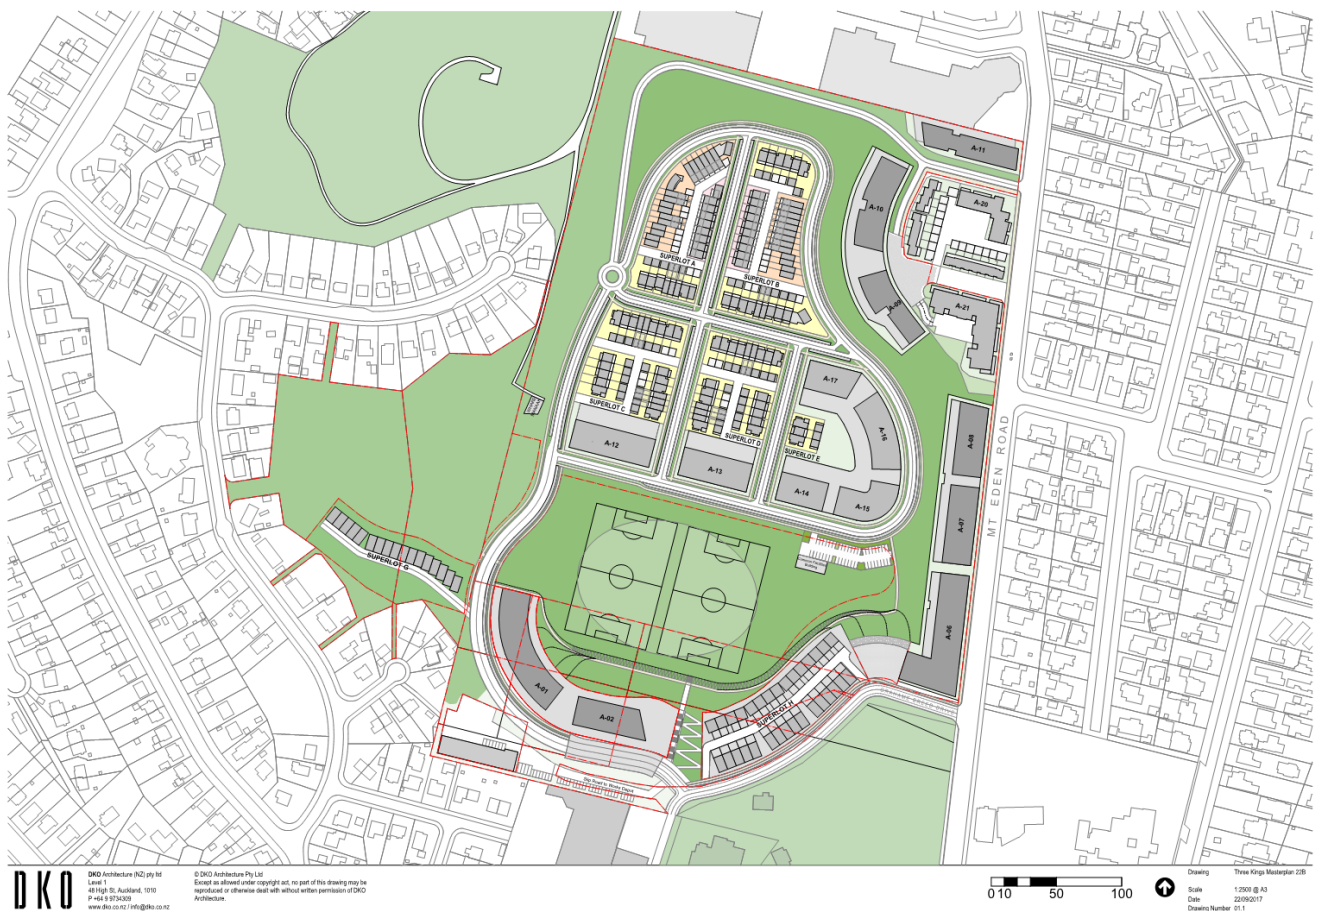 A-11
A-10
A-20
SUPERLOT A
SUPERLOT B
A-09
A-21
A-17
SUPERLOT C
A-16
A-08
A-12
SUPERLOT D
SUPERLOT E
A-13
A-14
A-15
A-07
MT EDEN ROAD
SUPERLOT G
A-06
A-01
A-02
SUPERLOT H
DKO
DKO Architecture (NZ) pty ltd
Level 1
48 High St, Auckland, 1010
P +64 9 9734309
www.dko.co.nz / info@dko.co.nz
© DKO Architecture Pty Ltd
Except as allowed under copyright act, no part of this drawing may be
reproduced or otherwise dealt with without written permission of DKO
Architecture.
0 10 50 100
Drawing Three Kings Masterplan 22B
Scale 1:2500 @ A3
Date 22/09/2017
Drawing Number 01.1